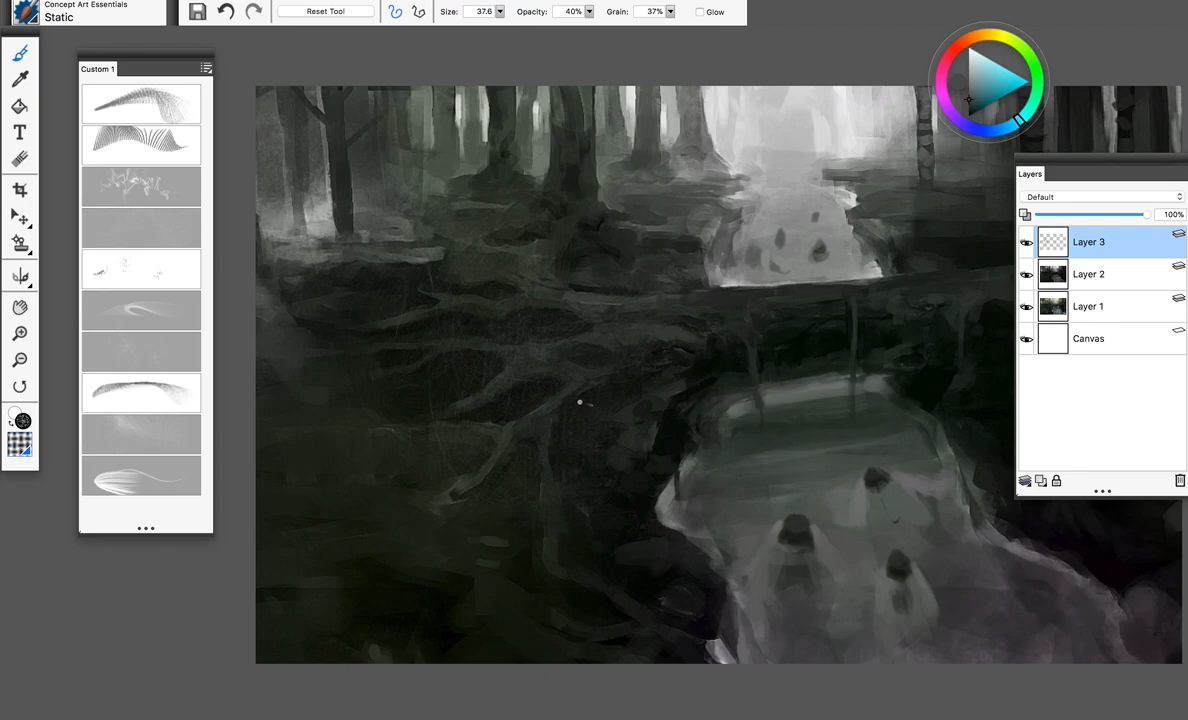 Concept Art Essentials
Static
Reset Tool
Size: 37.6
Opacity: 40%
Grain: 37%
Glow
Custom 1
T
Layers
Default
100%
Layer 3
Layer 2
Layer 1
Canvas